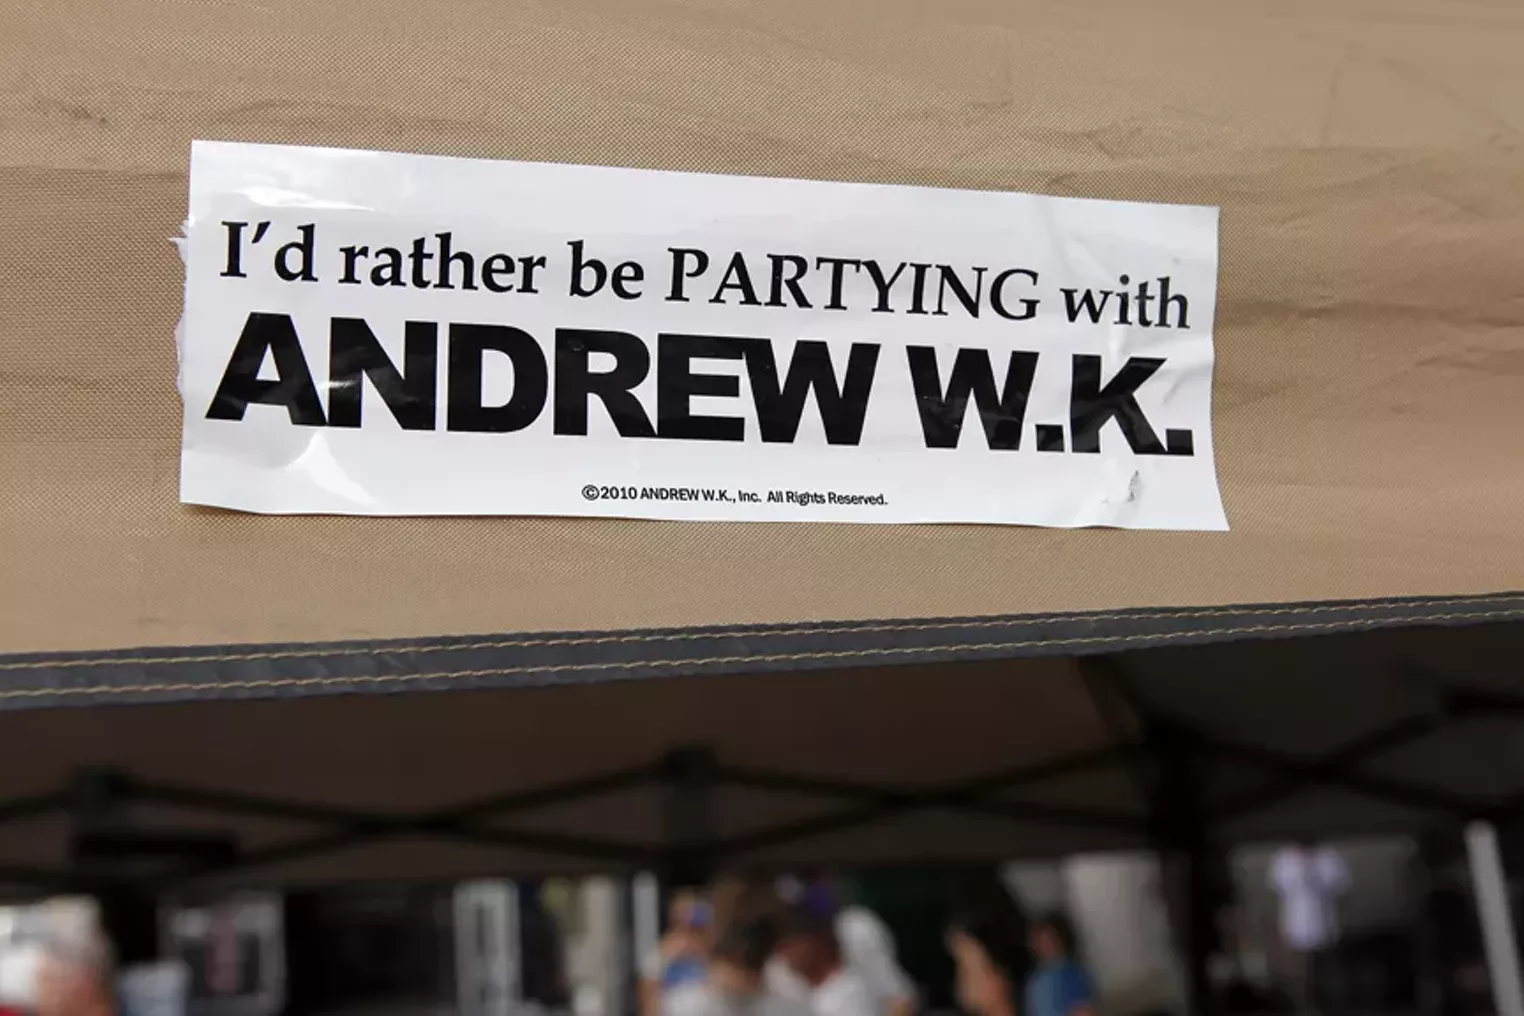 I'd rather be PARTYING with
ANDREW W.K.
©2010 ANDREW W.K., Inc. All Rights Reserved.